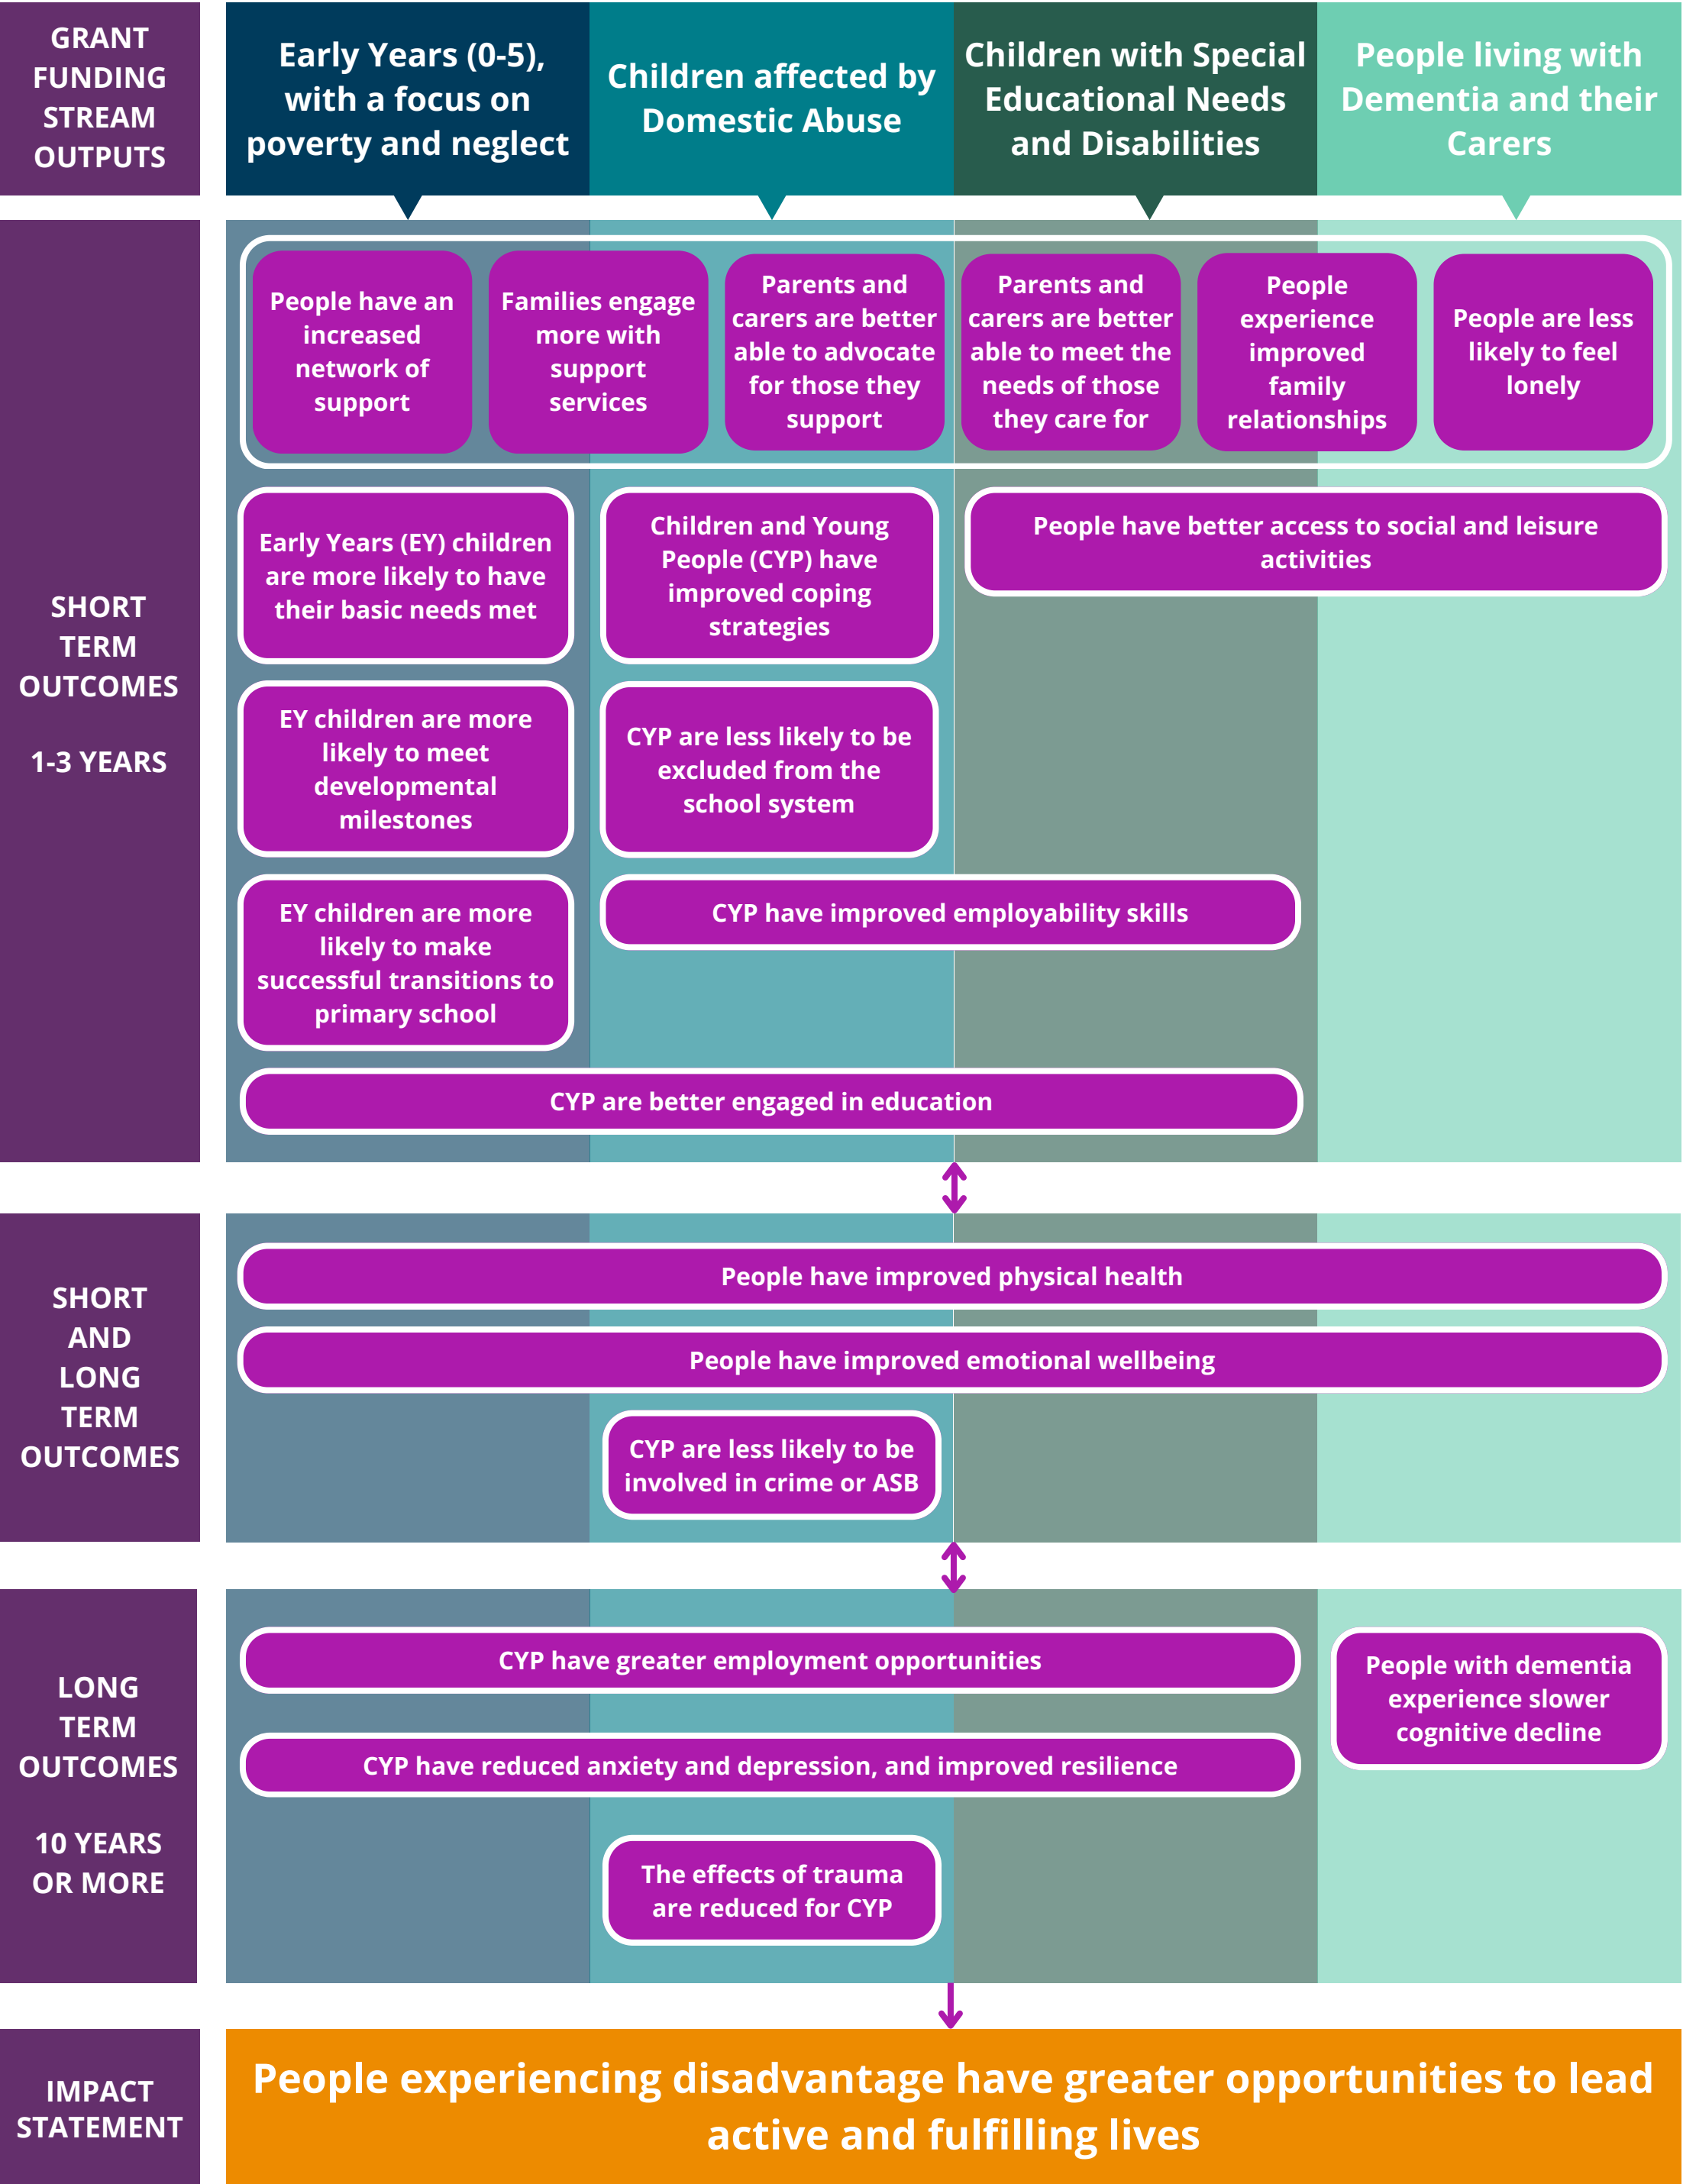 GRANT
FUNDING
STREAM
OUTPUTS
Early Years (0-5),
with a focus on
poverty and neglect
Children affected by
Domestic Abuse
Children with Special
Educational Needs
and Disabilities
People living with
Dementia and their
Carers
SHORT
TERM
OUTCOMES
1-3 YEARS
People have an
increased
network of
support
Families engage
more with
support
services
Parents and
carers are better
able to advocate
for those they
support
Parents and
carers are better
able to meet the
needs of those
they care for
People
experience
improved
family
relationships
People are less
likely to feel
lonely
Early Years (EY) children
are more likely to have
their basic needs met
Children and Young
People (CYP) have
improved coping
strategies
People have better access to social and leisure
activities
EY children are more
likely to meet
developmental
milestones
CYP are less likely to be
excluded from the
school system
EY children are more
likely to make
successful transitions to
primary school
CYP have improved employability skills
CYP are better engaged in education
SHORT
AND
LONG
TERM
OUTCOMES
People have improved physical health
People have improved emotional wellbeing
CYP are less likely to be
involved in crime or ASB
LONG
TERM
OUTCOMES
10 YEARS
OR MORE
CYP have greater employment opportunities
People with dementia
experience slower
cognitive decline
CYP have reduced anxiety and depression, and improved resilience
The effects of trauma
are reduced for CYP
IMPACT
STATEMENT
People experiencing disadvantage have greater opportunities to lead
active and fulfilling lives